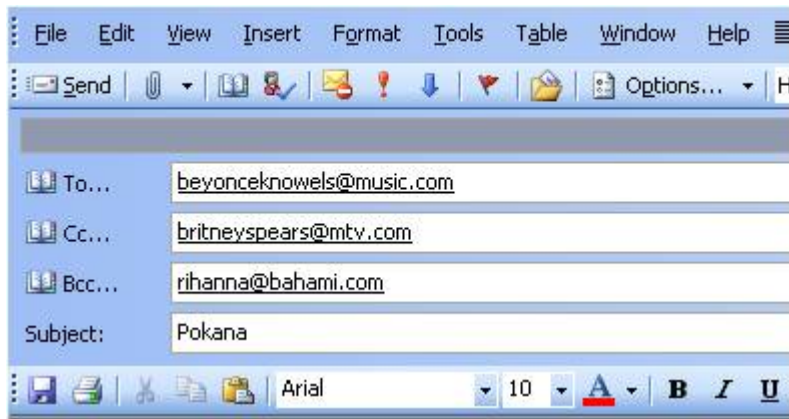 File Edit View Insert Format Tools Table Window Help
Send Options... H
To... beyonceknowels@music.com
Cc... britneyspears@mtv.com
Bcc... rihanna@bahami.com
Subject: Pokana
Arial 10 A B I U